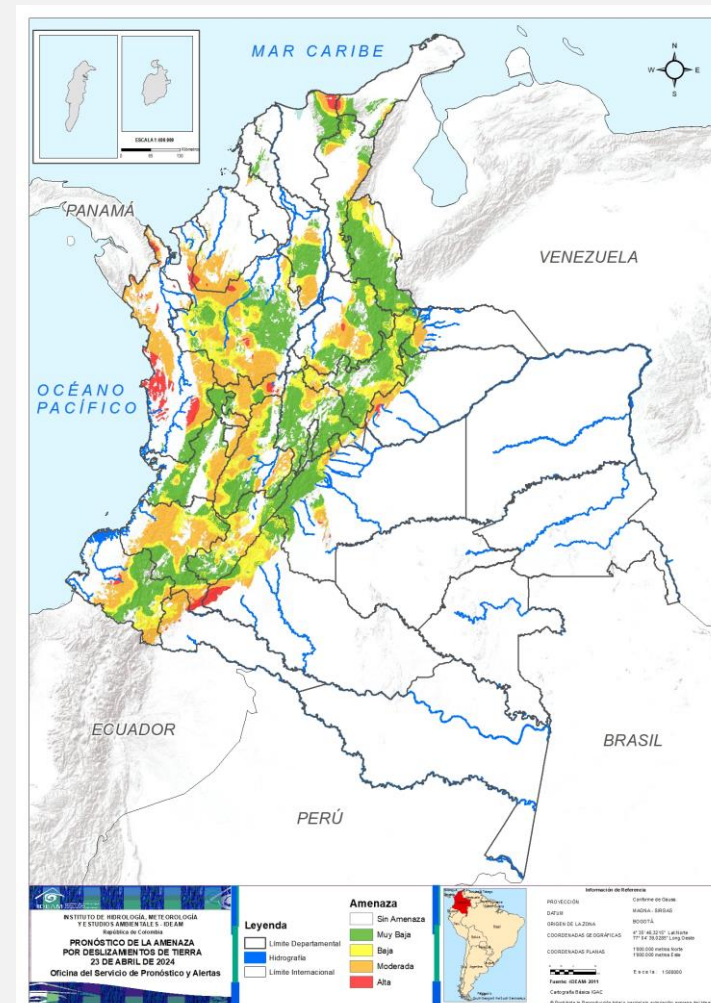 MAR CARIBE
N
W
E
S
ESCALA 1:600.000
PANAMÁ
VENEZUELA
OCÉANO
PACÍFICO
ECUADOR
BRASIL
PERÚ
IDEAM
INSTITUTO DE HIDROLOGÍA, METEOROLOGÍA
Y ESTUDIOS AMBIENTALES - IDEAM
República de Colombia
PRONÓSTICO DE LA AMENAZA
POR DESLIZAMIENTOS DE TIERRA
23 DE ABRIL DE 2024
Oficina del Servicio de Pronóstico y Alertas
Leyenda
Límite Departamental
Hidrografía
Límite Internacional
Amenaza
Sin Amenaza
Muy Baja
Baja
Moderada
Alta
Información de Referencia
PROYECCIÓN
Conforme de Gauss
DATUM
MAGNA - SIRGAS
ORIGEN DE LA ZONA
BOGOTÁ
COORDENADAS GEOGRÁFICAS
COORDENADAS PLANAS
1'000.000 metros Norte
1'000.000 metros Este
Fuente: IDEAM- 2011
Cartografía Básica IGAC